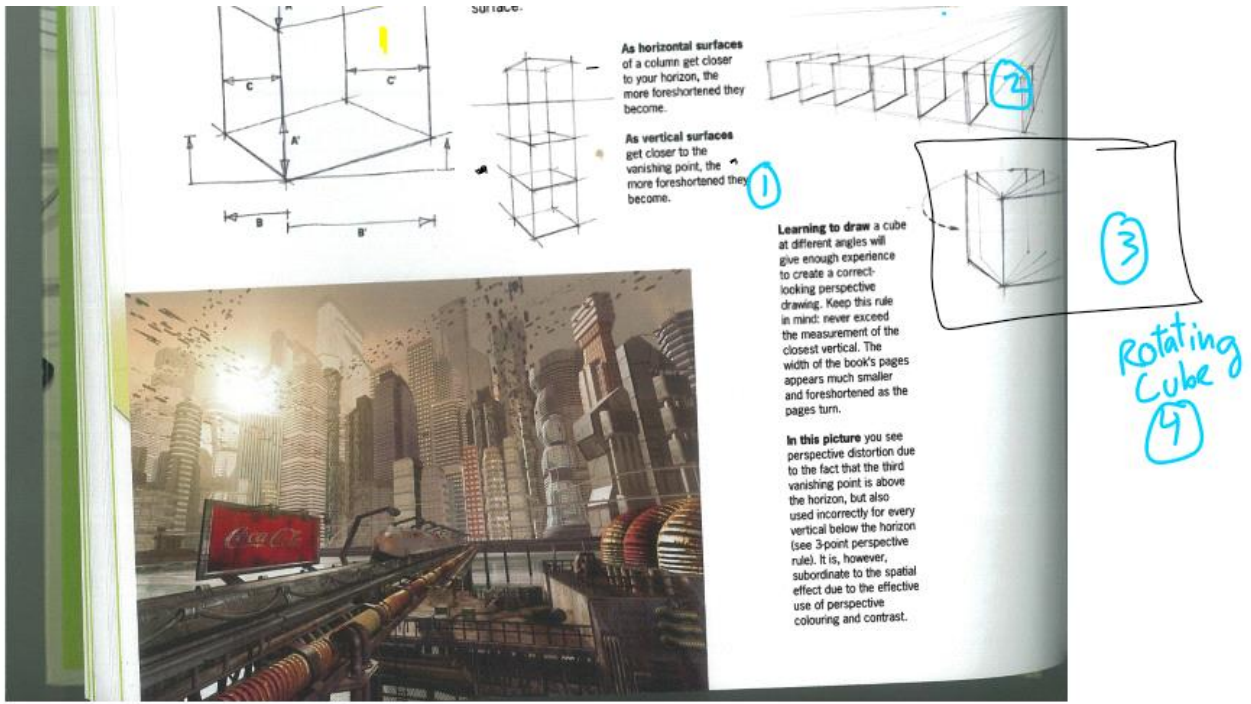 surface.
A
C
C'
A'
B
B'
As horizontal surfaces
of a column get closer
to your horizon, the
more foreshortened they
become.
As vertical surfaces
get closer to the
vanishing point, the
more foreshortened they
become.
1
2
3
Rotating
Cube
4
Learning to draw a cube
at different angles will
give enough experience
to create a correct-
looking perspective
drawing. Keep this rule
in mind: never exceed
the measurement of the
closest vertical. The
width of the book's pages
appears much smaller
and foreshortened as the
pages turn.
In this picture you see
perspective distortion due
to the fact that the third
vanishing point is above
the horizon, but also
used incorrectly for every
vertical below the horizon
(see 3-point perspective
rule). It is, however,
subordinate to the spatial
effect due to the effective
use of perspective
colouring and contrast.
Coca-Cola